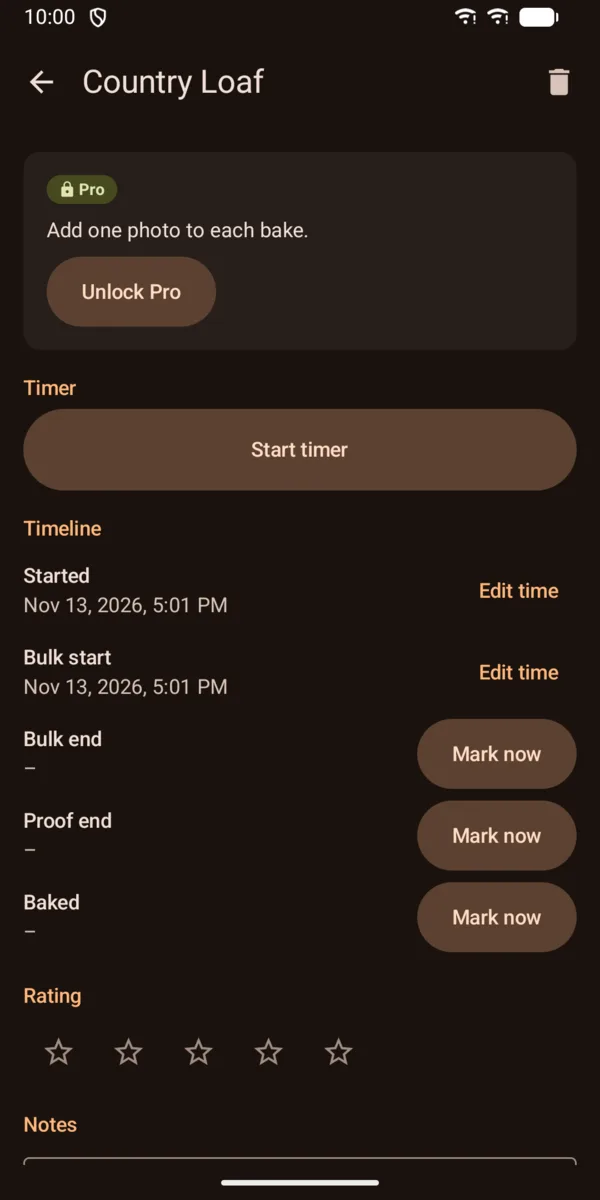 10:00
Country Loaf
Pro
Add one photo to each bake.
Unlock Pro
Timer
Start timer
Timeline
Started
Nov 13, 2026, 5:01 PM
Edit time
Bulk start
Nov 13, 2026, 5:01 PM
Edit time
Bulk end
–
Mark now
Proof end
–
Mark now
Baked
–
Mark now
Rating
Notes